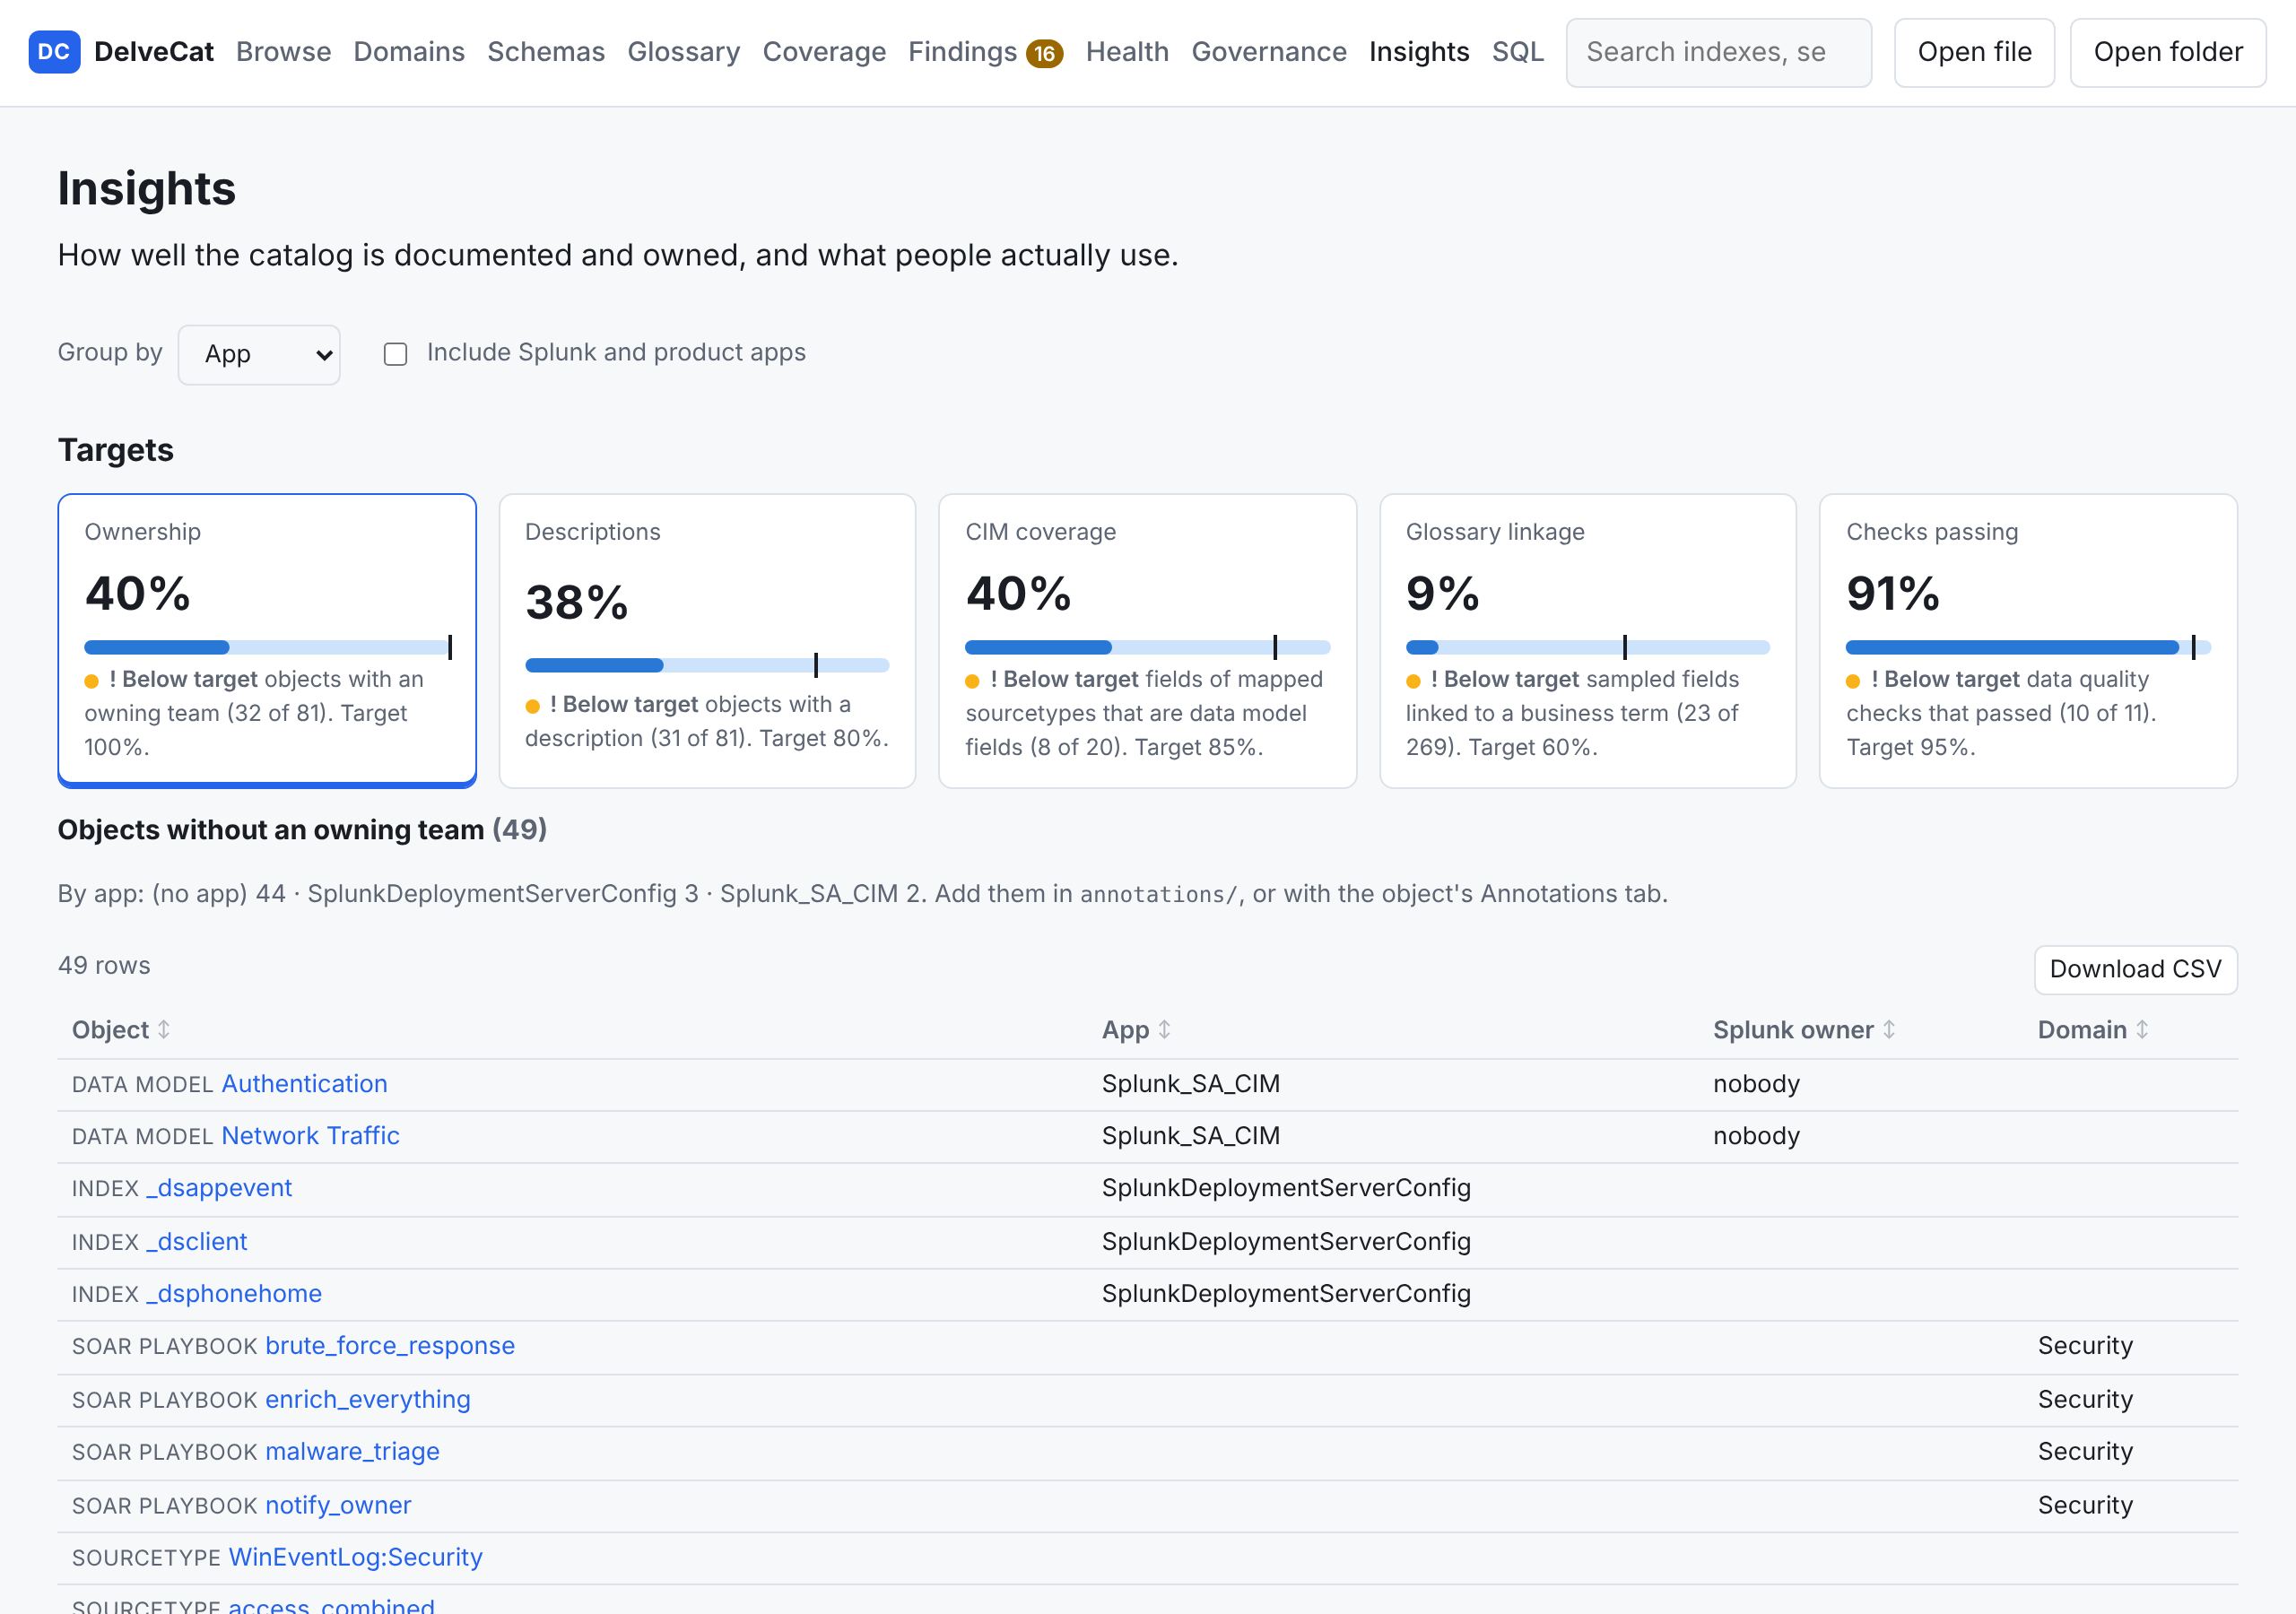 DC DelveCat Browse Domains Schemas Glossary Coverage Findings 16 Health Governance Insights SQL Search indexes, se Open file Open folder
Insights
How well the catalog is documented and owned, and what people actually use.
Group by App Include Splunk and product apps
Targets
Ownership
40%
! Below target objects with an
owning team (32 of 81). Target
100%.
Descriptions
38%
! Below target objects with a
description (31 of 81). Target 80%.
CIM coverage
40%
! Below target fields of mapped
sourcetypes that are data model
fields (8 of 20). Target 85%.
Glossary linkage
9%
! Below target sampled fields
linked to a business term (23 of
269). Target 60%.
Checks passing
91%
! Below target data quality
checks that passed (10 of 11).
Target 95%.
Objects without an owning team (49)
By app: (no app) 44 · SplunkDeploymentServerConfig 3 · Splunk_SA_CIM 2. Add them in annotations/, or with the object's Annotations tab.
49 rows Download CSV
Object App Splunk owner Domain
DATA MODEL Authentication Splunk_SA_CIM nobody
DATA MODEL Network Traffic Splunk_SA_CIM nobody
INDEX _dsappevent SplunkDeploymentServerConfig
INDEX _dsclient SplunkDeploymentServerConfig
INDEX _dsphonehome SplunkDeploymentServerConfig
SOAR PLAYBOOK brute_force_response Security
SOAR PLAYBOOK enrich_everything Security
SOAR PLAYBOOK malware_triage Security
SOAR PLAYBOOK notify_owner Security
SOURCETYPE WinEventLog:Security
SOURCETYPE access_combined